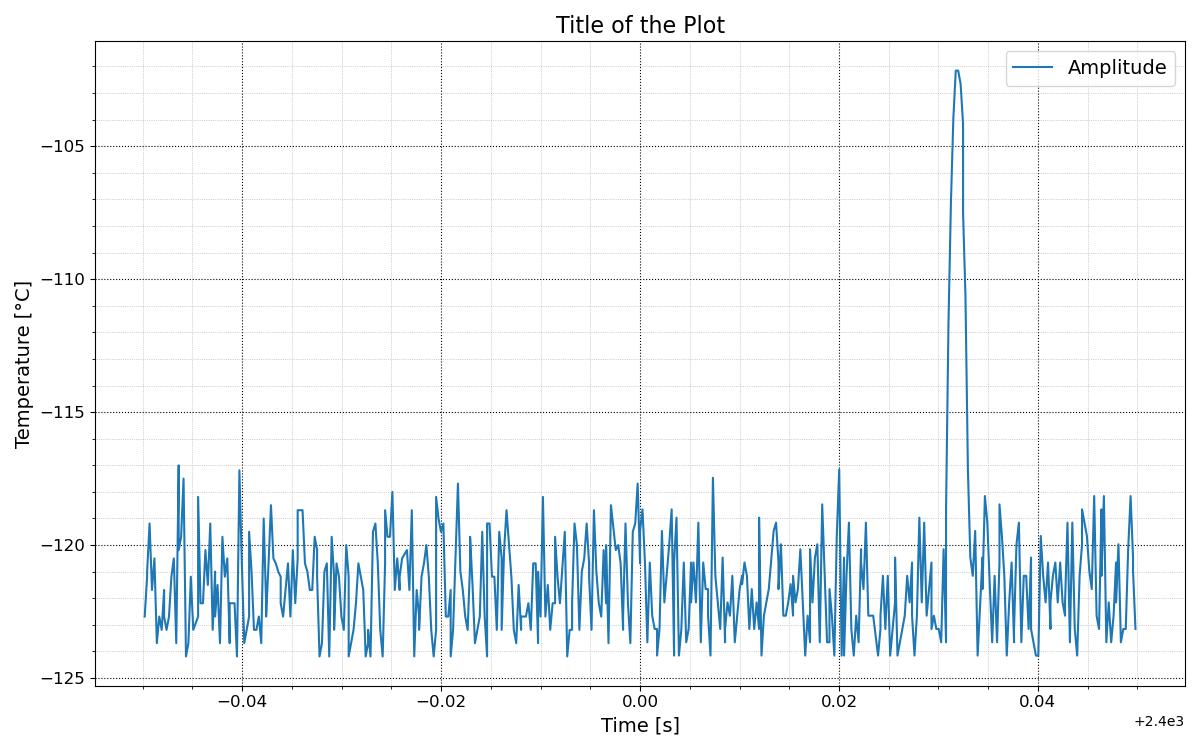 Title of the Plot
Amplitude
Temperature [°C]
−105
−110
−115
−120
−125
−0.04 −0.02 0.00 0.02 0.04
Time [s]
+2.4e3